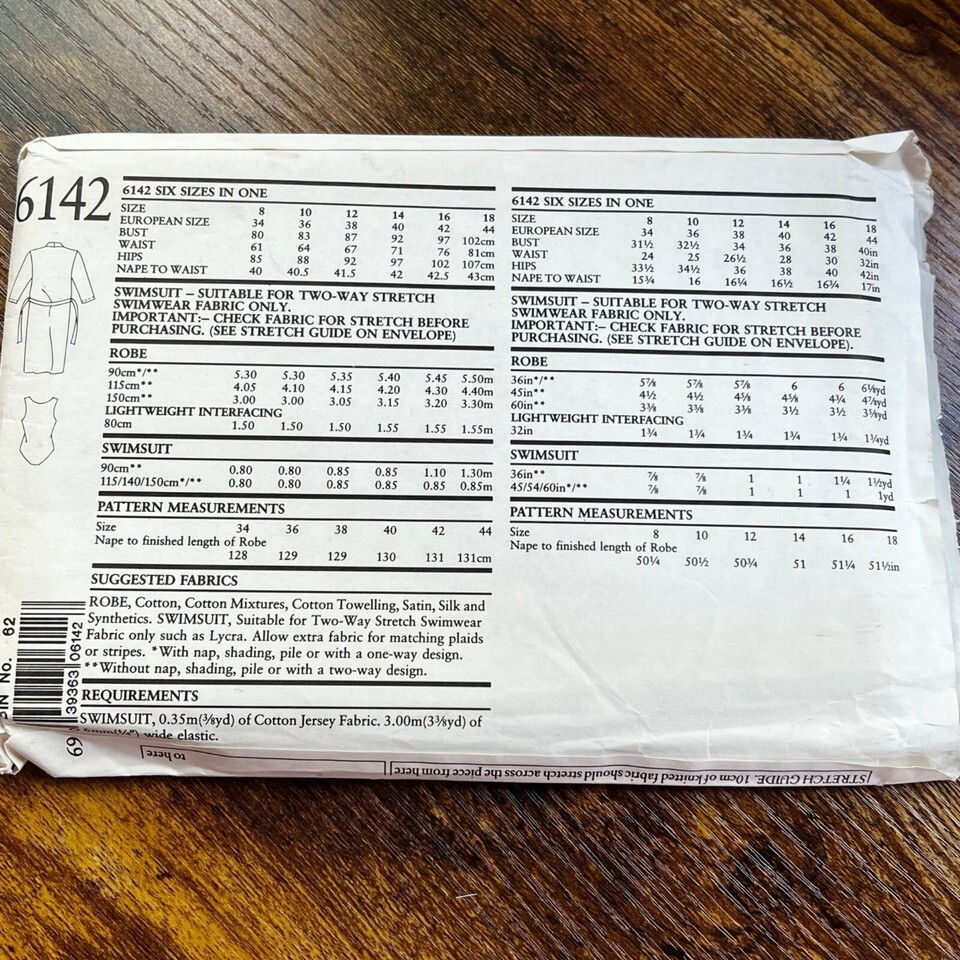 6142
6142 SIX SIZES IN ONE
SIZE 8 10 12 14 16 18
EUROPEAN SIZE 34 36 38 40 42 44
BUST 80 83 87 92 97 102cm
WAIST 61 64 67 71 76 81cm
HIPS 85 88 92 97 102 107cm
NAPE TO WAIST 40 40.5 41.5 42 42.5 43cm
SWIMSUIT – SUITABLE FOR TWO-WAY STRETCH
SWIMWEAR FABRIC ONLY.
IMPORTANT:– CHECK FABRIC FOR STRETCH BEFORE
PURCHASING. (SEE STRETCH GUIDE ON ENVELOPE)
ROBE
90cm*/** 5.30 5.30 5.35 5.40 5.45 5.50m
115cm** 4.05 4.10 4.15 4.20 4.30 4.40m
150cm** 3.00 3.00 3.05 3.15 3.20 3.30m
LIGHTWEIGHT INTERFACING
80cm 1.50 1.50 1.50 1.55 1.55 1.55m
SWIMSUIT
90cm** 0.80 0.80 0.85 0.85 1.10 1.30m
115/140/150cm*/** 0.80 0.80 0.85 0.85 0.85 0.85m
PATTERN MEASUREMENTS
Size 34 36 38 40 42 44
Nape to finished length of Robe
128 129 129 130 131 131cm
SUGGESTED FABRICS
ROBE, Cotton, Cotton Mixtures, Cotton Towelling, Satin, Silk and
Synthetics. SWIMSUIT, Suitable for Two-Way Stretch Swimwear
Fabric only such as Lycra. Allow extra fabric for matching plaids
or stripes. *With nap, shading, pile or with a one-way design.
**Without nap, shading, pile or with a two-way design.
REQUIREMENTS
SWIMSUIT, 0.35m(⅜yd) of Cotton Jersey Fabric. 3.00m(3⅜yd) of
wide elastic.
6142 SIX SIZES IN ONE
SIZE 8 10 12 14 16 18
EUROPEAN SIZE 34 36 38 40 42 44
BUST 31½ 32½ 34 36 38 40in
WAIST 24 25 26½ 28 30 32in
HIPS 33½ 34½ 36 38 40 42in
NAPE TO WAIST 15¾ 16 16¼ 16½ 16¾ 17in
SWIMSUIT – SUITABLE FOR TWO-WAY STRETCH
SWIMWEAR FABRIC ONLY.
IMPORTANT:– CHECK FABRIC FOR STRETCH BEFORE
PURCHASING. (SEE STRETCH GUIDE ON ENVELOPE).
ROBE
36in*/** 5⅞ 5⅞ 5⅞ 6 6 6⅛yd
45in** 4½ 4½ 4⅝ 4⅝ 4¾ 4⅞yd
60in** 3⅜ 3⅜ 3⅜ 3½ 3½ 3⅝yd
LIGHTWEIGHT INTERFACING
32in 1¾ 1¾ 1¾ 1¾ 1¾ 1¾yd
SWIMSUIT
36in** ⅞ ⅞ 1 1 1¼ 1½yd
45/54/60in*/** ⅞ ⅞ 1 1 1 1yd
PATTERN MEASUREMENTS
Size 8 10 12 14 16 18
Nape to finished length of Robe
50¼ 50½ 50¾ 51 51¼ 51½in
No. 62
39363 06142
69
STRETCH GUIDE. 10cm of knitted fabric should stretch across the piece from here
to here